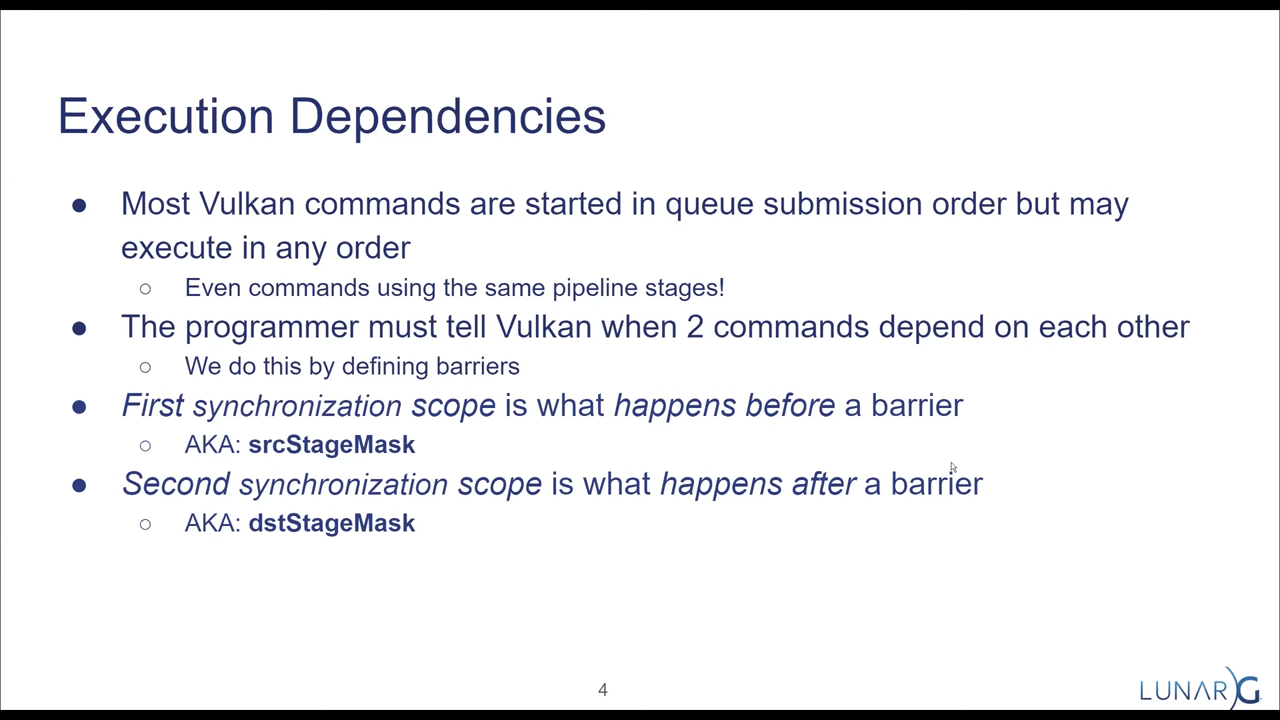 Execution Dependencies
● Most Vulkan commands are started in queue submission order but may
execute in any order
○ Even commands using the same pipeline stages!
● The programmer must tell Vulkan when 2 commands depend on each other
○ We do this by defining barriers
● First synchronization scope is what happens before a barrier
○ AKA: srcStageMask
● Second synchronization scope is what happens after a barrier
○ AKA: dstStageMask
4
LUNARG